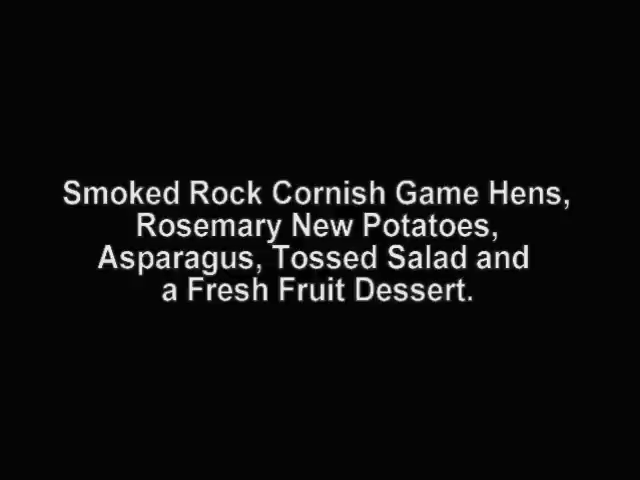 Smoked Rock Cornish Game Hens,
Rosemary New Potatoes,
Asparagus, Tossed Salad and
a Fresh Fruit Dessert.